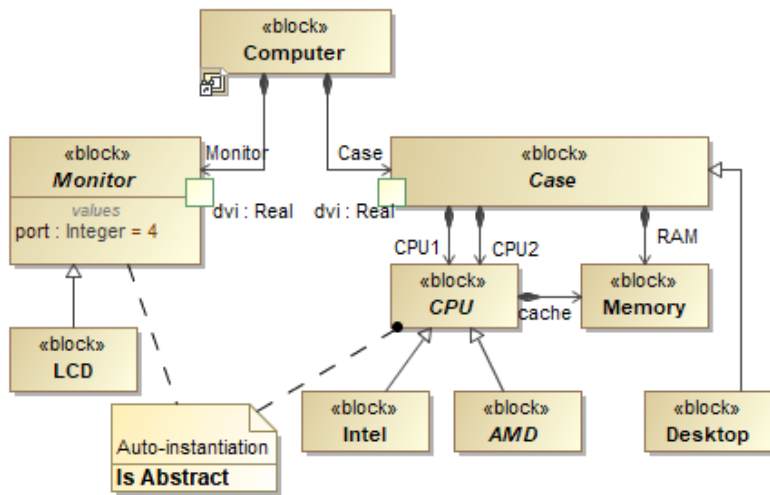 «block»
Computer
«block»
Monitor
values
port : Integer = 4
Monitor
Case
dvi : Real
dvi : Real
«block»
Case
CPU1
CPU2
RAM
«block»
CPU
cache
«block»
Memory
«block»
LCD
«block»
Intel
«block»
AMD
«block»
Desktop
Auto-instantiation
Is Abstract